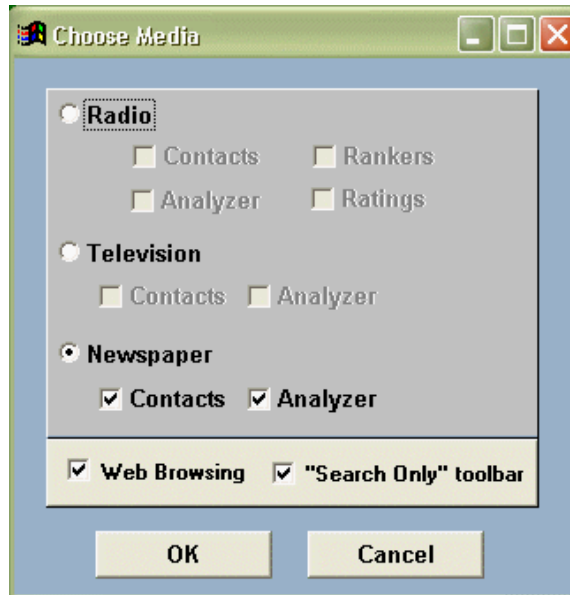 Choose Media
Radio
Contacts Rankers
Analyzer Ratings
Television
Contacts Analyzer
Newspaper
Contacts Analyzer
Web Browsing "Search Only" toolbar
OK Cancel